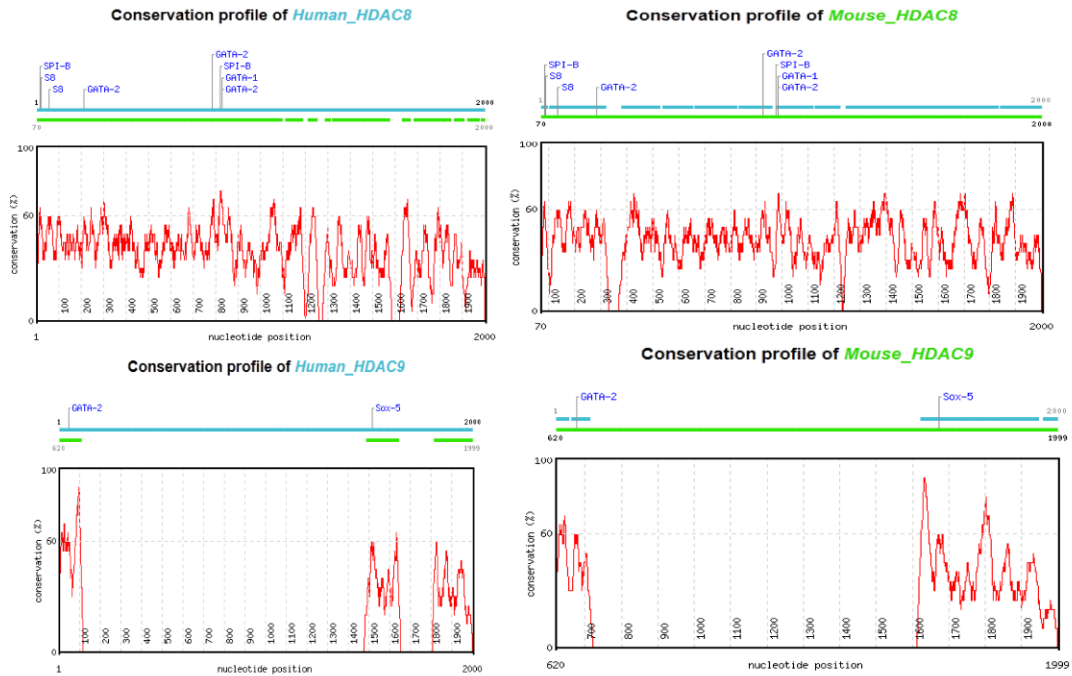 Conservation profile of Human_HDAC8
GATA-2
SPI-B SPI-B
S8 GATA-1
S8 GATA-2 GATA-2
1 2000
70 2000
100
60
0
conservation (%)
100 200 300 400 500 600 700 800 900 1000 1100 1200 1300 1400 1500 1600 1700 1800 1900
1 nucleotide position 2000
Conservation profile of Mouse_HDAC8
GATA-2
SPI-B SPI-B
S8 GATA-1
S8 GATA-2 GATA-2
1 2000
70 2000
100
60
0
conservation (%)
100 200 300 400 500 600 700 800 900 1000 1100 1200 1300 1400 1500 1600 1700 1800 1900
70 nucleotide position 2000
Conservation profile of Human_HDAC9
GATA-2 Sox-5
1 2000
620 1999
100
50
0
conservation (%)
100 200 300 400 500 600 700 800 900 1000 1100 1200 1300 1400 1500 1600 1700 1800 1900
1 nucleotide position 2000
Conservation profile of Mouse_HDAC9
GATA-2 Sox-5
1 2000
620 1999
100
60
0
conservation (%)
700 800 900 1000 1100 1200 1300 1400 1500 1600 1700 1800 1900
620 nucleotide position 1999